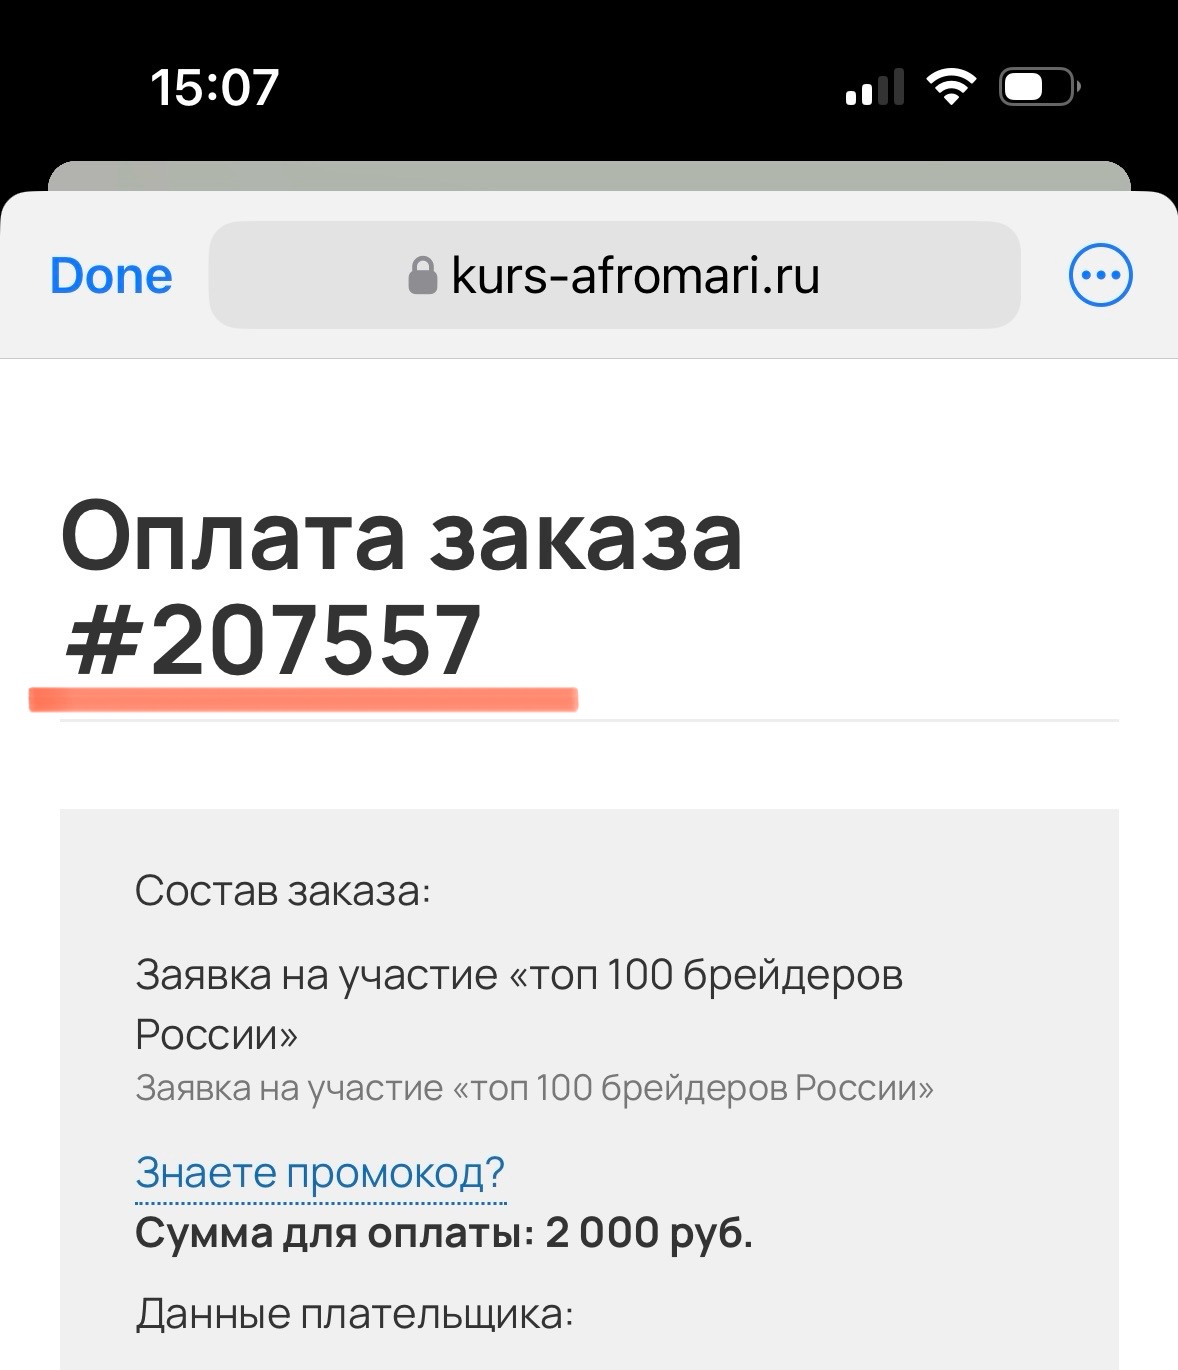 15:07
Done
kurs-afromari.ru
Оплата заказа
#207557
Состав заказа:
Заявка на участие «топ 100 брейдеров
России»
Заявка на участие «топ 100 брейдеров России»
Знаете промокод?
Сумма для оплаты: 2 000 руб.
Данные плательщика: